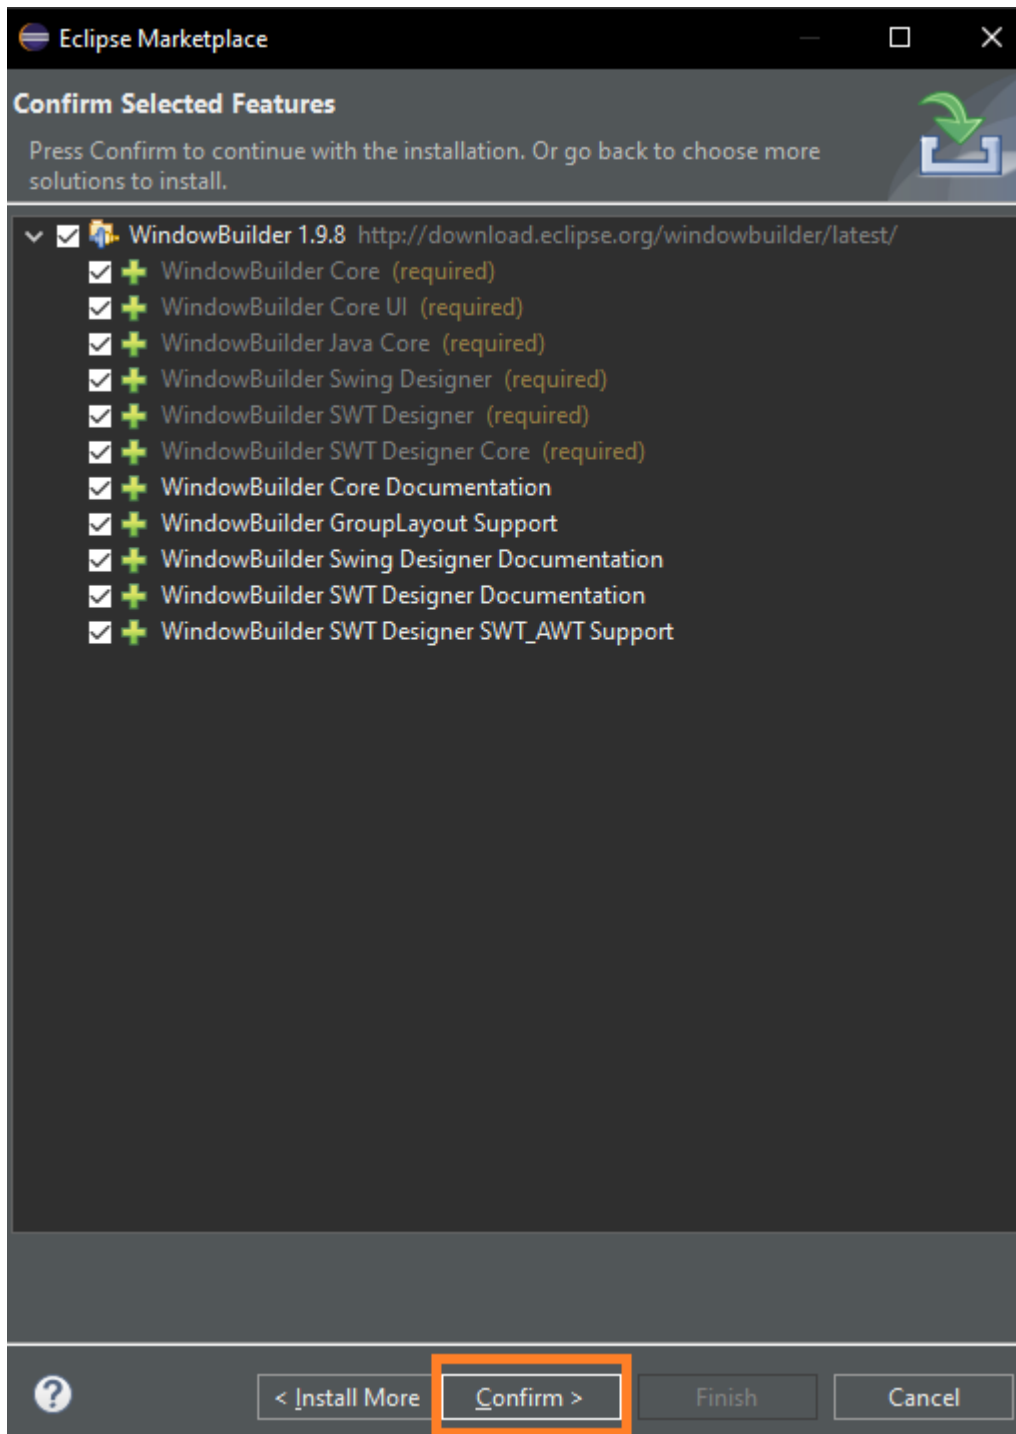 Eclipse Marketplace
Confirm Selected Features
Press Confirm to continue with the installation. Or go back to choose more
solutions to install.
WindowBuilder 1.9.8 http://download.eclipse.org/windowbuilder/latest/
WindowBuilder Core (required)
WindowBuilder Core UI (required)
WindowBuilder Java Core (required)
WindowBuilder Swing Designer (required)
WindowBuilder SWT Designer (required)
WindowBuilder SWT Designer Core (required)
WindowBuilder Core Documentation
WindowBuilder GroupLayout Support
WindowBuilder Swing Designer Documentation
WindowBuilder SWT Designer Documentation
WindowBuilder SWT Designer SWT_AWT Support
? < Install More Confirm > Finish Cancel